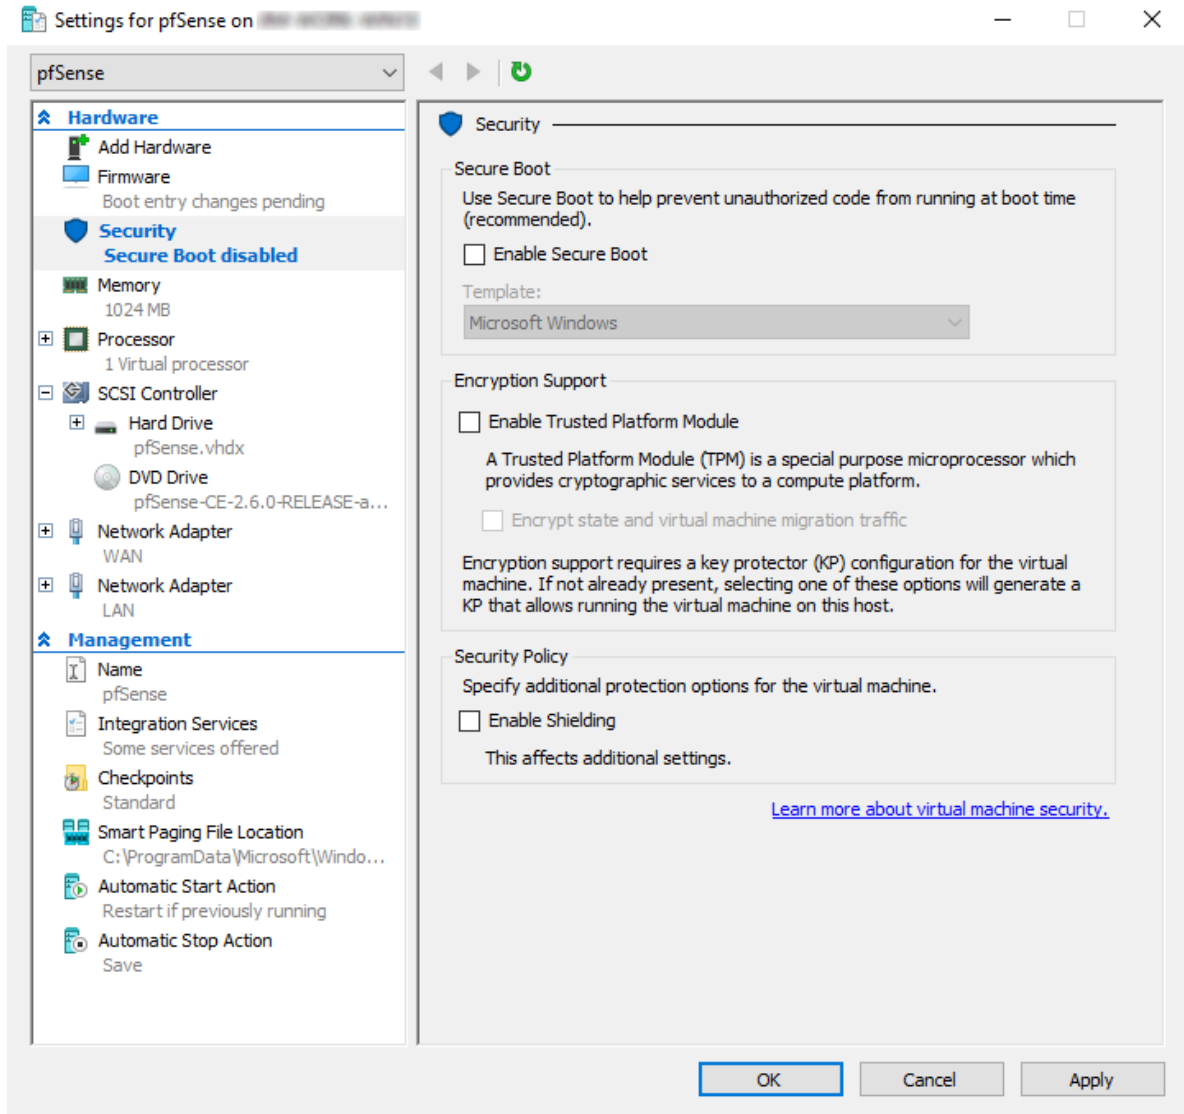 Settings for pfSense on
pfSense
Hardware
Add Hardware
Firmware
Boot entry changes pending
Security
Secure Boot disabled
Memory
1024 MB
Processor
1 Virtual processor
SCSI Controller
Hard Drive
pfSense.vhdx
DVD Drive
pfSense-CE-2.6.0-RELEASE-a...
Network Adapter
WAN
Network Adapter
LAN
Management
Name
pfSense
Integration Services
Some services offered
Checkpoints
Standard
Smart Paging File Location
C:\ProgramData\Microsoft\Windo...
Automatic Start Action
Restart if previously running
Automatic Stop Action
Save
Security
Secure Boot
Use Secure Boot to help prevent unauthorized code from running at boot time
(recommended).
Enable Secure Boot
Template:
Microsoft Windows
Encryption Support
Enable Trusted Platform Module
A Trusted Platform Module (TPM) is a special purpose microprocessor which
provides cryptographic services to a compute platform.
Encrypt state and virtual machine migration traffic
Encryption support requires a key protector (KP) configuration for the virtual
machine. If not already present, selecting one of these options will generate a
KP that allows running the virtual machine on this host.
Security Policy
Specify additional protection options for the virtual machine.
Enable Shielding
This affects additional settings.
Learn more about virtual machine security.
OK
Cancel
Apply